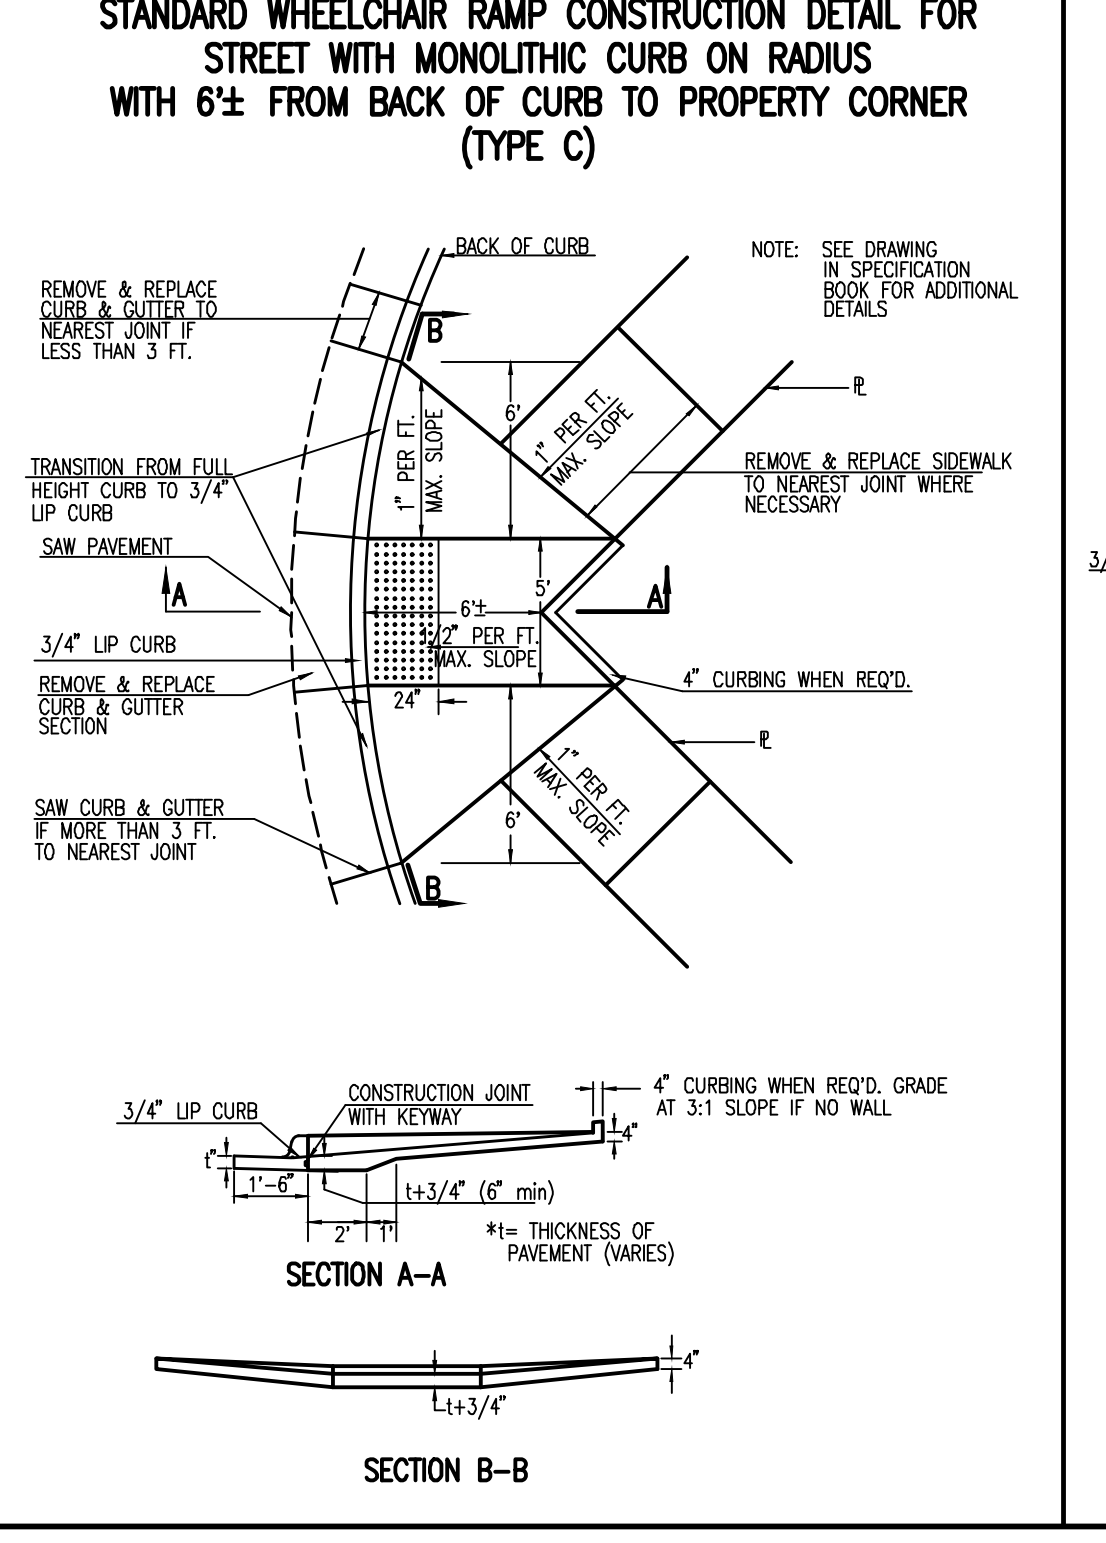 STANDARD WHEELCHAIR RAMP CONSTRUCTION DETAIL FOR
STREET WITH MONOLITHIC CURB ON RADIUS
WITH 6'± FROM BACK OF CURB TO PROPERTY CORNER
(TYPE C)
BACK OF CURB
NOTE: SEE DRAWING
IN SPECIFICATION
BOOK FOR ADDITIONAL
DETAILS
REMOVE & REPLACE
CURB & GUTTER TO
NEAREST JOINT IF
LESS THAN 3 FT.
B
6'
1" PER FT.
MAX. SLOPE
1" PER FT.
MAX. SLOPE
PL
REMOVE & REPLACE SIDEWALK
TO NEAREST JOINT WHERE
NECESSARY
TRANSITION FROM FULL
HEIGHT CURB TO 3/4"
LIP CURB
SAW PAVEMENT
A
A
5'
6'±
1/2" PER FT.
MAX. SLOPE
3/4" LIP CURB
REMOVE & REPLACE
CURB & GUTTER
SECTION
24"
4" CURBING WHEN REQ'D.
PL
1" PER FT.
MAX. SLOPE
6'
SAW CURB & GUTTER
IF MORE THAN 3 FT.
TO NEAREST JOINT
B
3/
3/4" LIP CURB
CONSTRUCTION JOINT
WITH KEYWAY
4" CURBING WHEN REQ'D. GRADE
AT 3:1 SLOPE IF NO WALL
4"
t"
1'-6"
t+3/4" (6" min)
2'
1'
*t= THICKNESS OF
PAVEMENT (VARIES)
SECTION A-A
4"
t+3/4"
SECTION B-B